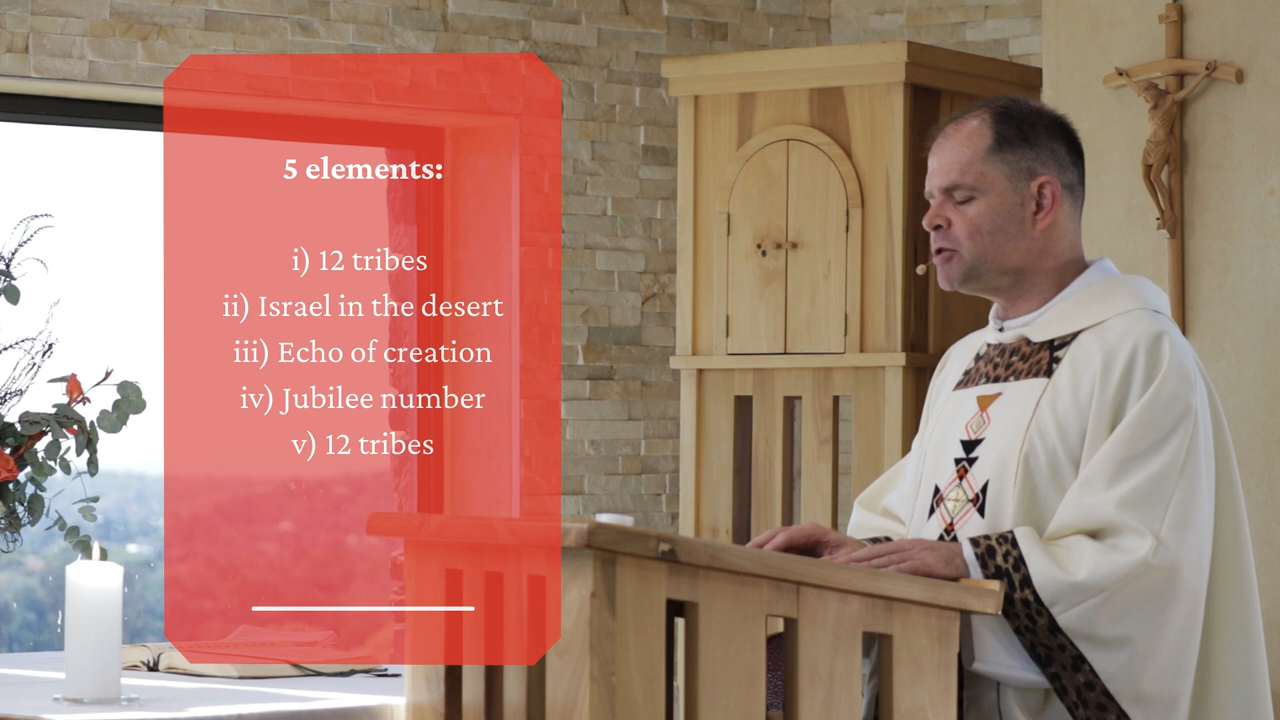 5 elements:
i) 12 tribes
ii) Israel in the desert
iii) Echo of creation
iv) Jubilee number
v) 12 tribes